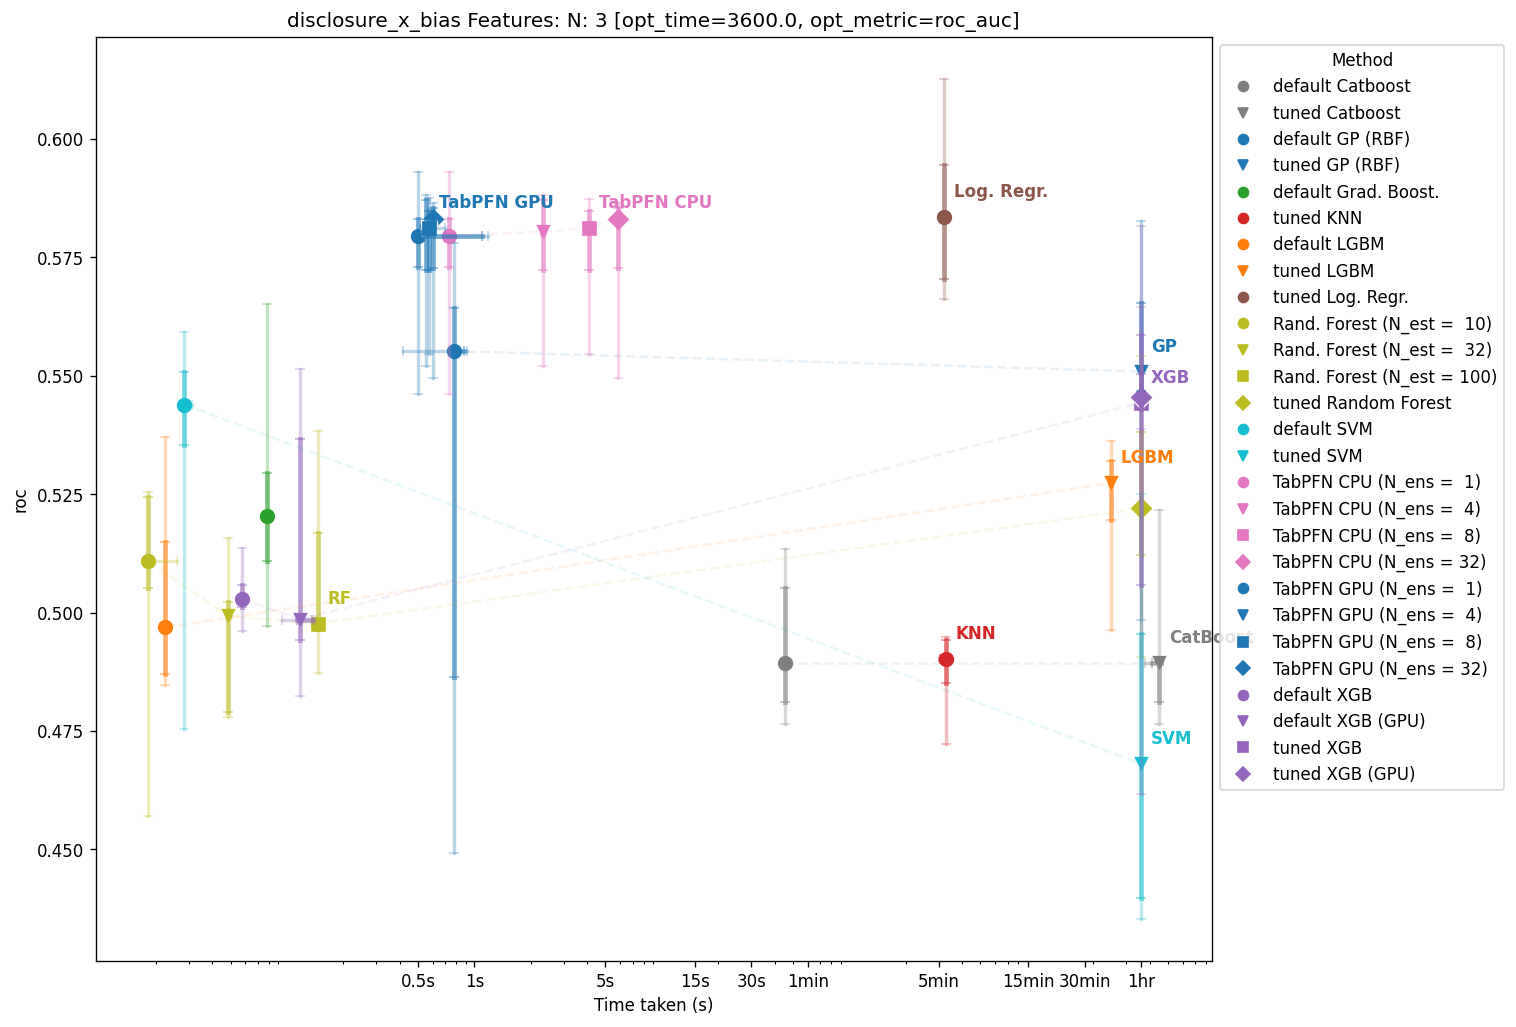 disclosure_x_bias Features: N: 3 [opt_time=3600.0, opt_metric=roc_auc]
roc
0.600
0.575
0.550
0.525
0.500
0.475
0.450
TabPFN GPU
TabPFN CPU
Log. Regr.
GP
XGB
LGBM
RF
KNN
CatBoost
SVM
0.5s
1s
5s
15s
30s
1min
5min
15min
30min
1hr
Time taken (s)
Method
default Catboost
tuned Catboost
default GP (RBF)
tuned GP (RBF)
default Grad. Boost.
tuned KNN
default LGBM
tuned LGBM
tuned Log. Regr.
Rand. Forest (N_est =  10)
Rand. Forest (N_est =  32)
Rand. Forest (N_est = 100)
tuned Random Forest
default SVM
tuned SVM
TabPFN CPU (N_ens =  1)
TabPFN CPU (N_ens =  4)
TabPFN CPU (N_ens =  8)
TabPFN CPU (N_ens = 32)
TabPFN GPU (N_ens =  1)
TabPFN GPU (N_ens =  4)
TabPFN GPU (N_ens =  8)
TabPFN GPU (N_ens = 32)
default XGB
default XGB (GPU)
tuned XGB
tuned XGB (GPU)